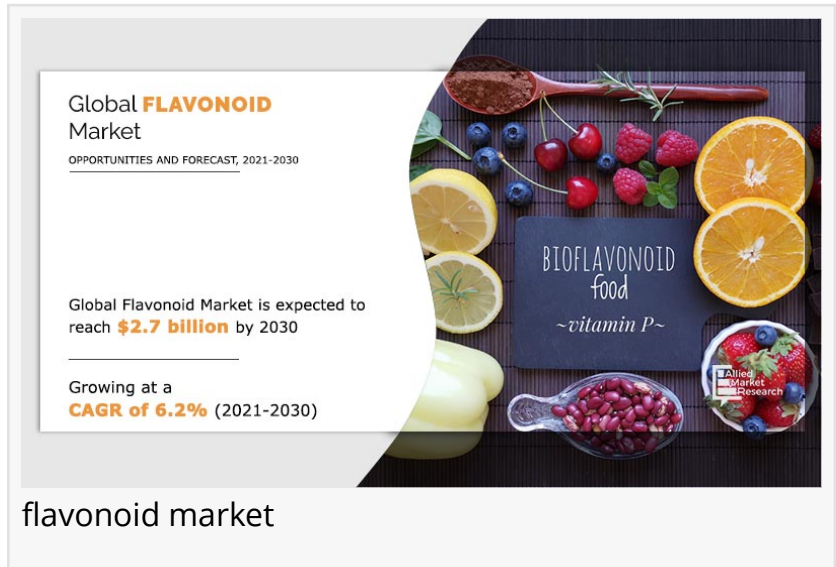 Global FLAVONOID
Market
OPPORTUNITIES AND FORECAST, 2021-2030
Global Flavonoid Market is expected to
reach $2.7 billion by 2030
Growing at a
CAGR of 6.2% (2021-2030)
BIOFLAVONOID
food
~vitamin P~
Allied
Market
Research
flavonoid market